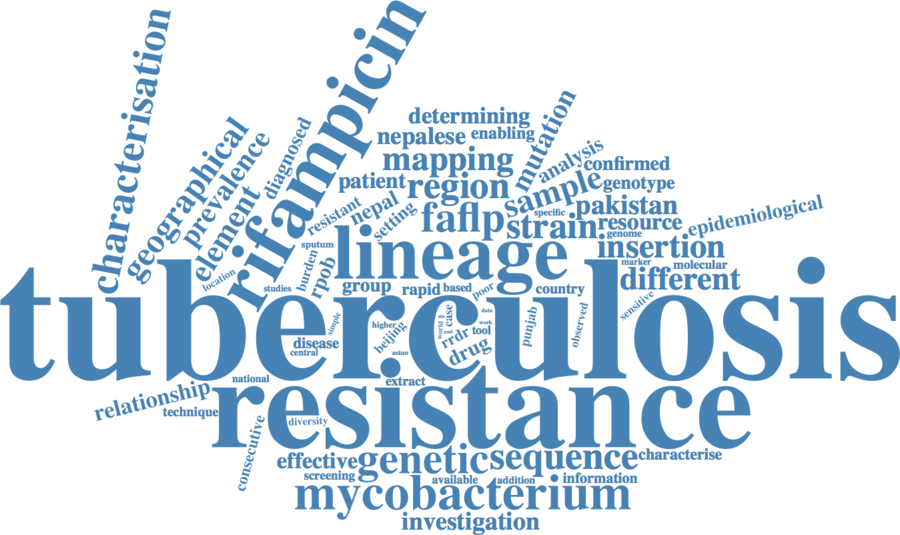 characterisation
rifampicin
geographical
prevalence
element
diagnosed
determining
nepalese
enabling
mutation
mapping
analysis
confirmed
patient
region
sample
genotype
resistant
nepal
setting
faflp
specific
strain
pakistan
resource
genome
epidemiological
sputum
lineage
insertion
location
burden
rpob
marker
molecular
different
studies
group
rapid
based
poor
country
sensitive
tuberculosis
simple
higher
beijing
world
case
data
work
tool
rrdr
drug
punjab
observed
disease
central
asian
national
extract
relationship
technique
resistance
diversity
consecutive
effective
genetic
sequence
characterise
screening
available
addition
information
mycobacterium
investigation